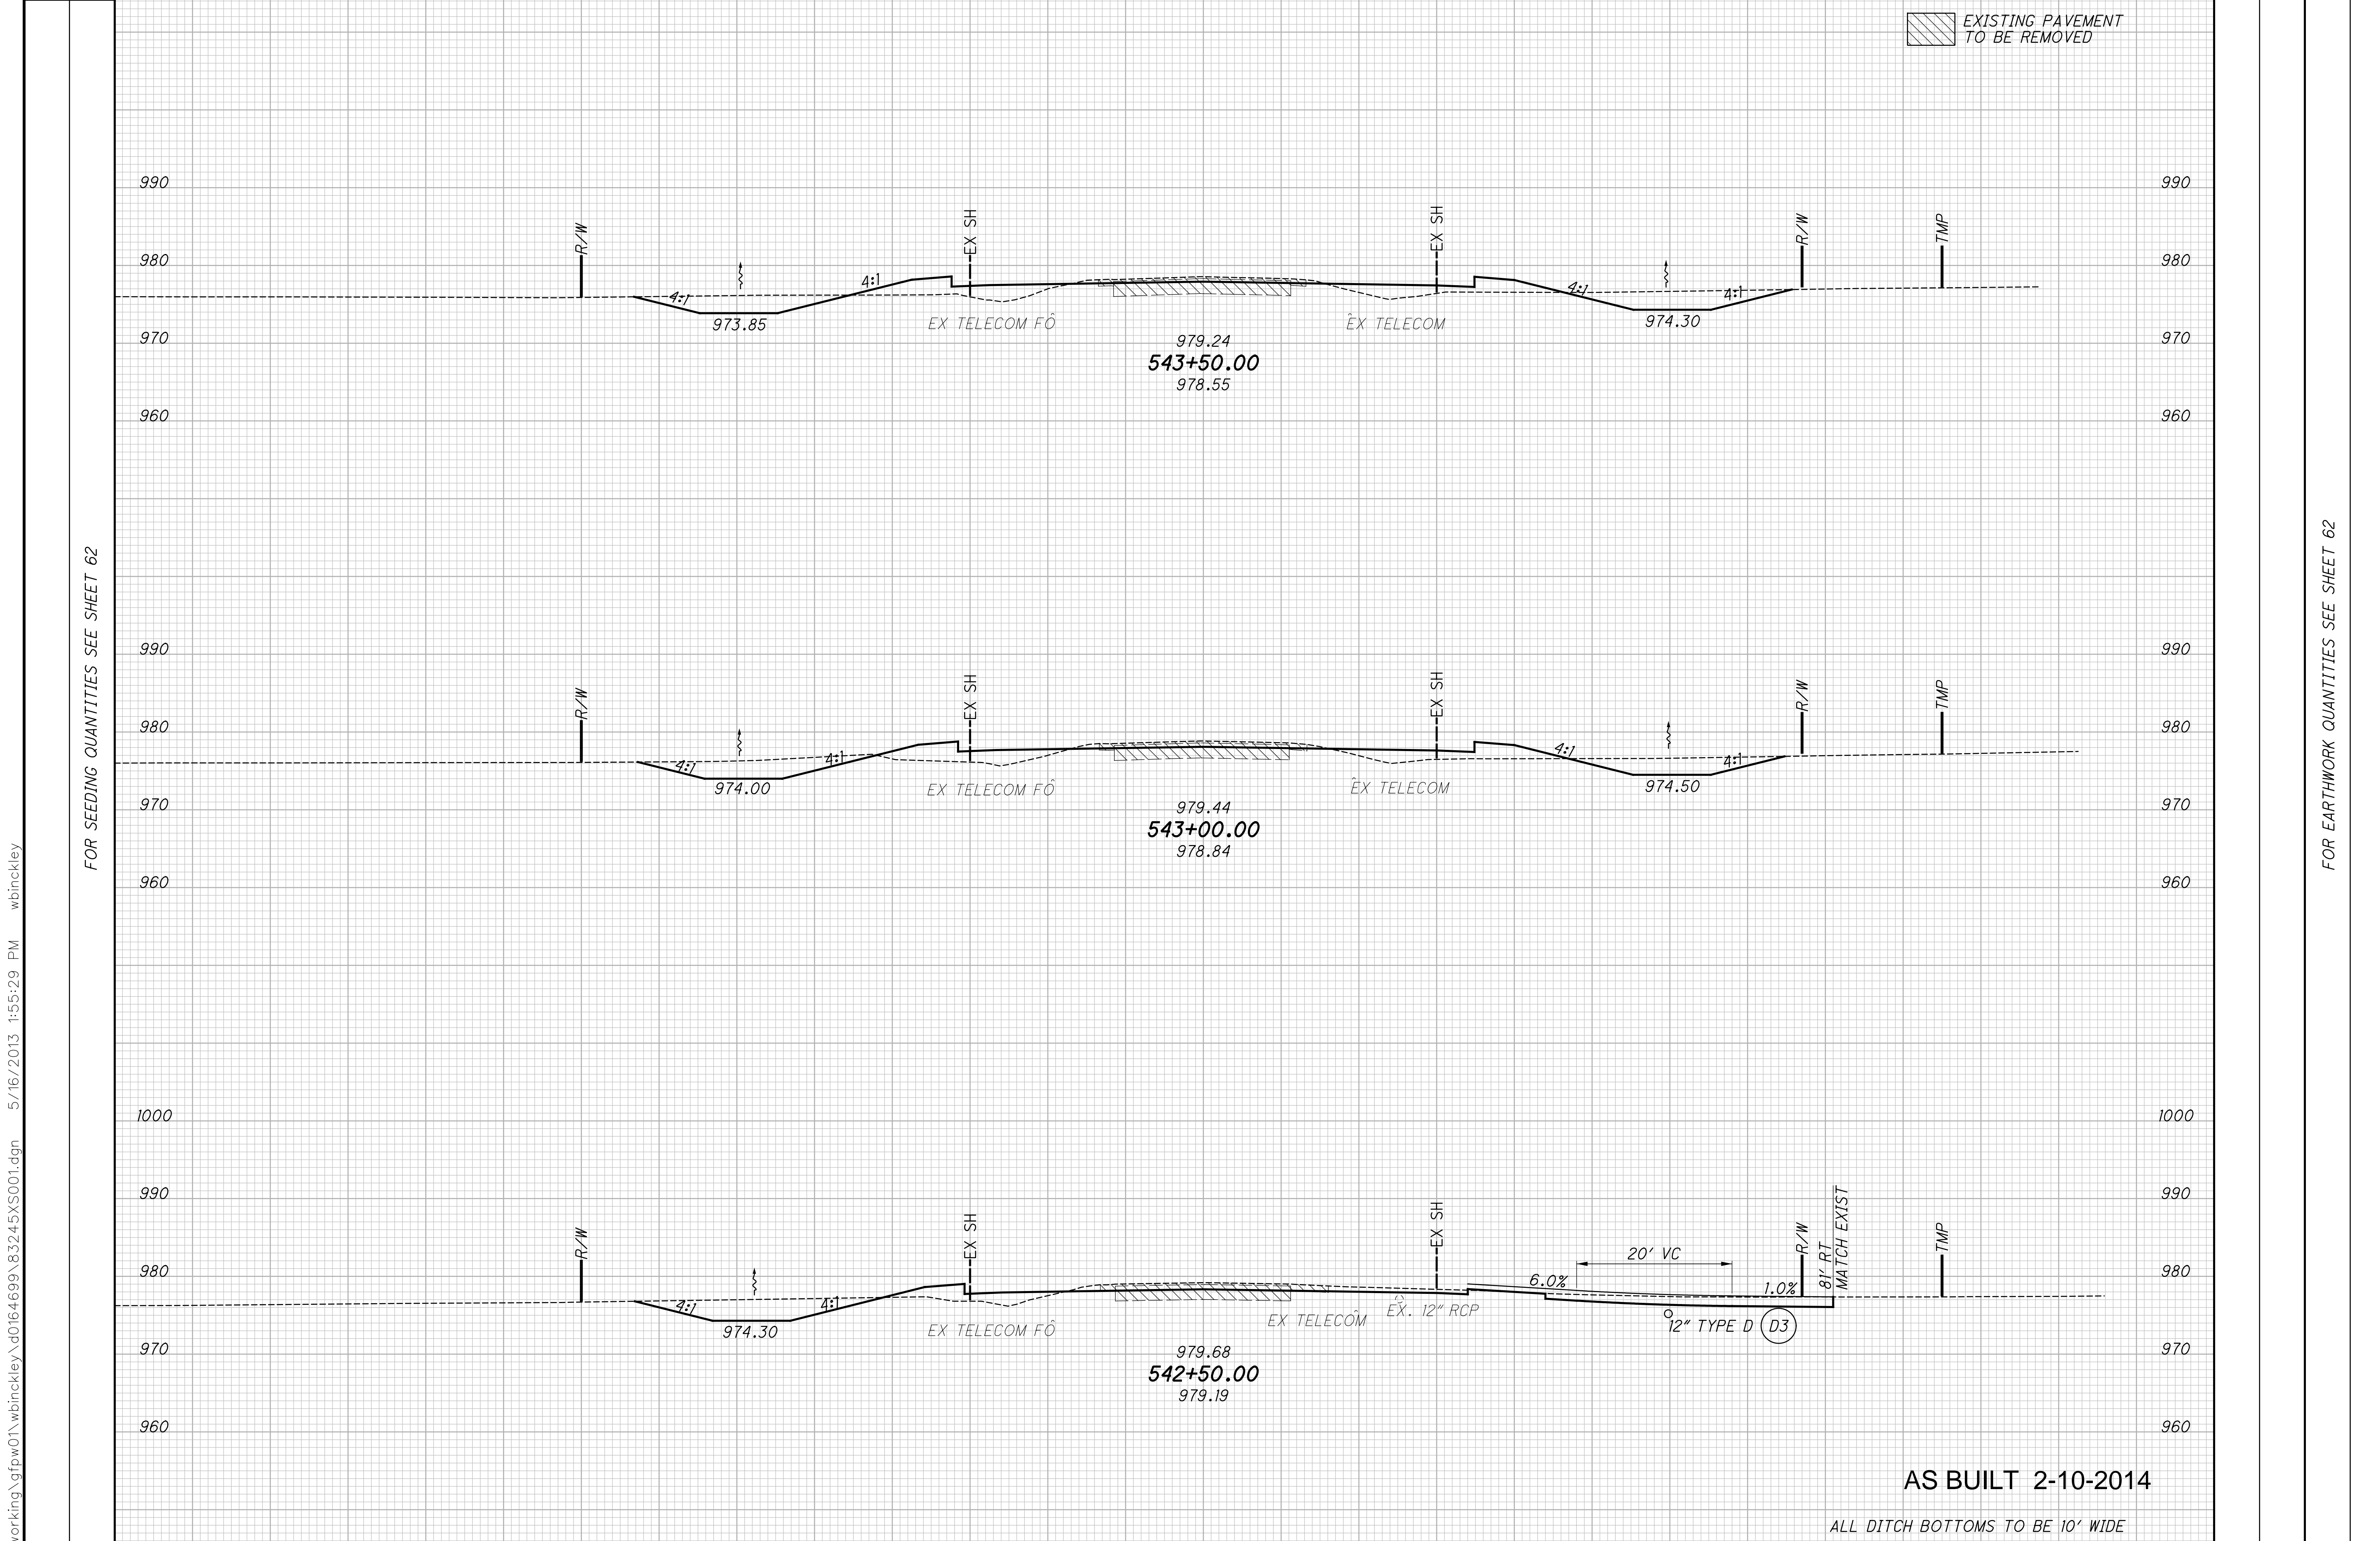 EXISTING PAVEMENT
TO BE REMOVED
990
990
R/W
EX SH
EX SH
R/W
TMP
980
980
4:1
4:1
4:1
4:1
973.85
EX TELECOM FO
EX TELECOM
974.30
970
970
979.24
543+50.00
978.55
960
960
990
990
R/W
EX SH
EX SH
R/W
TMP
980
980
4:1
4:1
4:1
4:1
974.00
EX TELECOM FO
EX TELECOM
974.50
970
970
979.44
543+00.00
978.84
960
960
1000
1000
990
990
R/W
EX SH
EX SH
20' VC
R/W
81' RT
MATCH EXIST
TMP
980
980
6.0%
1.0%
4:1
4:1
974.30
EX TELECOM FO
EX TELECOM
EX. 12" RCP
12" TYPE D
D3
970
970
979.68
542+50.00
979.19
960
960
AS BUILT 2-10-2014
ALL DITCH BOTTOMS TO BE 10' WIDE
FOR SEEDING QUANTITIES SEE SHEET 62
FOR EARTHWORK QUANTITIES SEE SHEET 62
working\gfpw01\wbinckley\d0164699\83245XS001.dgn 5/16/2013 1:55:29 PM wbinckley